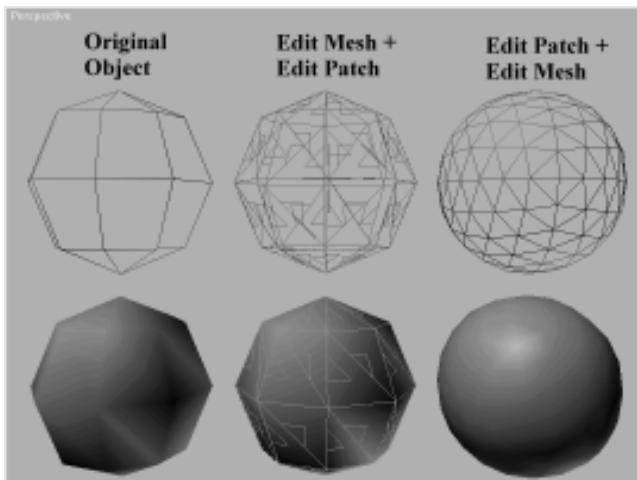 Perspective
Original
Object
Edit Mesh +
Edit Patch
Edit Patch +
Edit Mesh